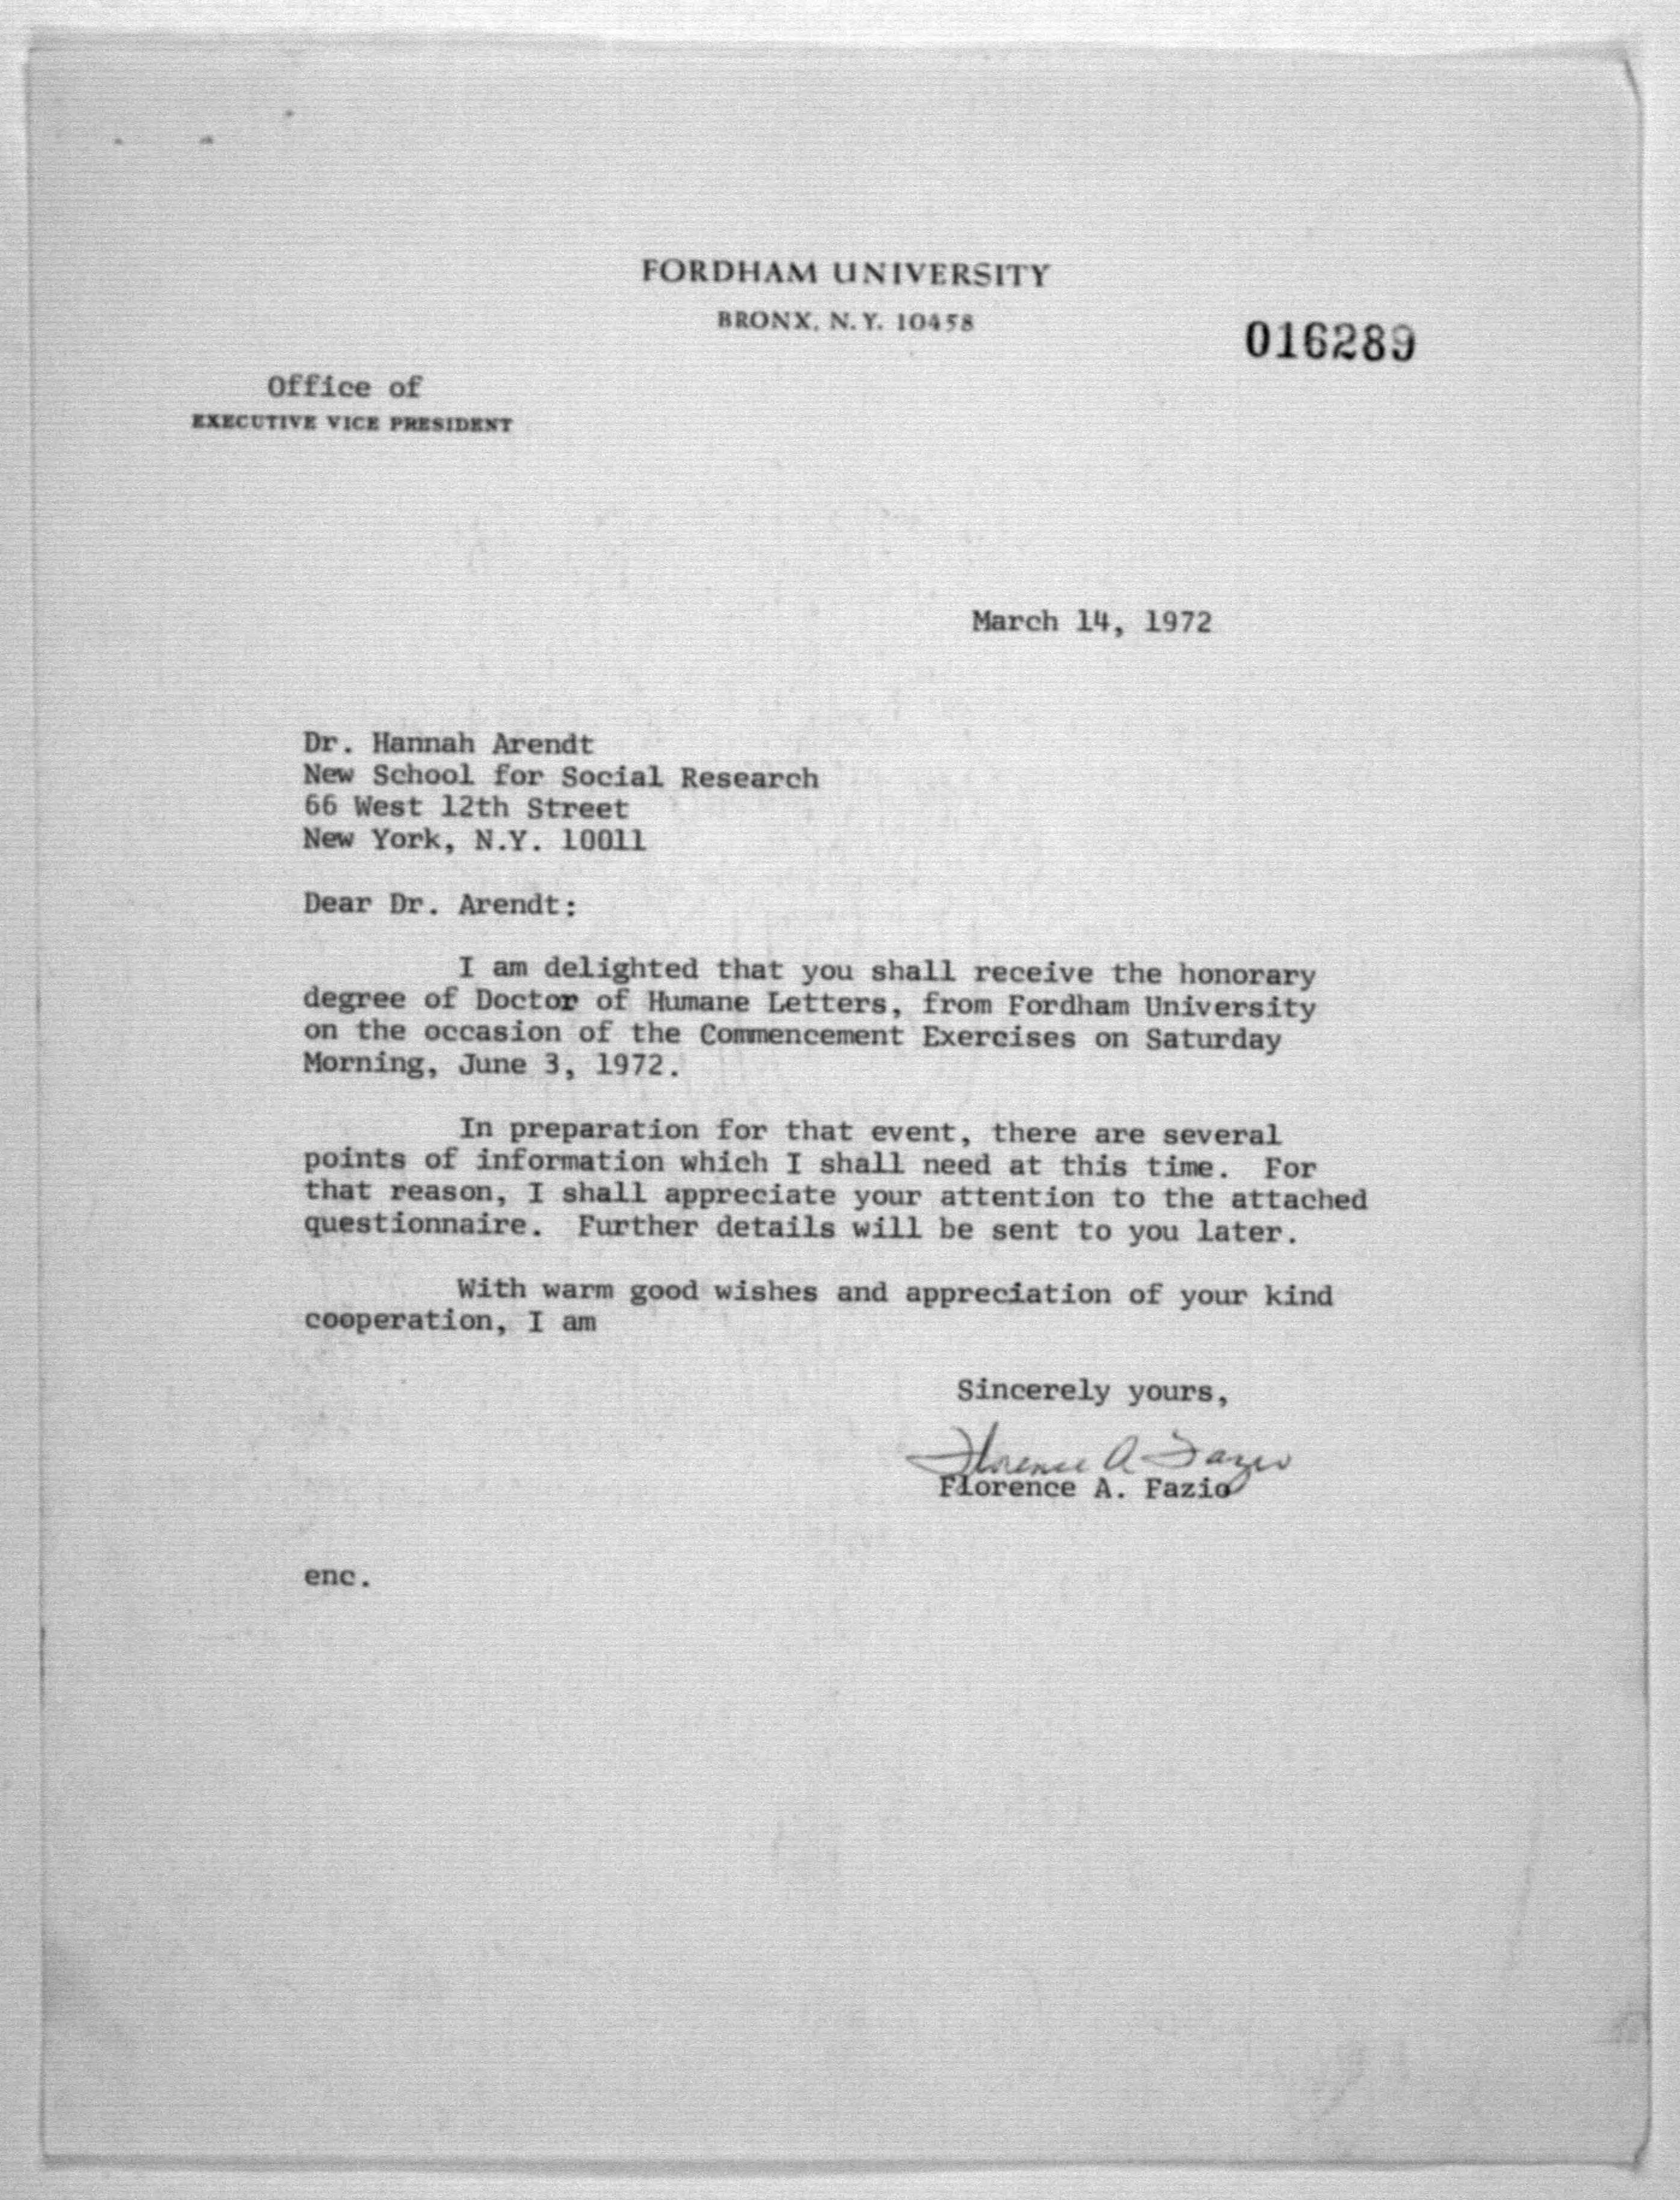 FORDHAM UNIVERSITY
BRONX, N.Y. 10458
016289
Office of
EXECUTIVE VICE PRESIDENT
March 14, 1972
Dr. Hannah Arendt
New School for Social Research
66 West 12th Street
New York, N.Y. 10011
Dear Dr. Arendt:
I am delighted that you shall receive the honorary
degree of Doctor of Humane Letters, from Fordham University
on the occasion of the Commencement Exercises on Saturday
Morning, June 3, 1972.
In preparation for that event, there are several
points of information which I shall need at this time. For
that reason, I shall appreciate your attention to the attached
questionnaire. Further details will be sent to you later.
With warm good wishes and appreciation of your kind
cooperation, I am
Sincerely yours,
Florence A Fazio
Florence A. Fazio
enc.